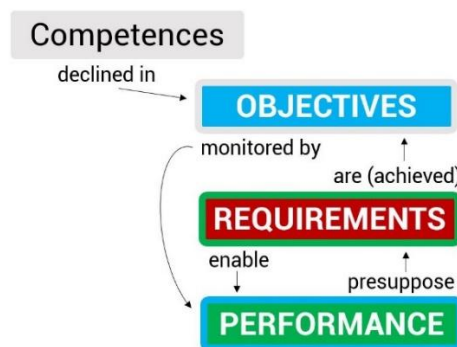 Competences
declined in
OBJECTIVES
monitored by
are (achieved)
REQUIREMENTS
enable
presuppose
PERFORMANCE